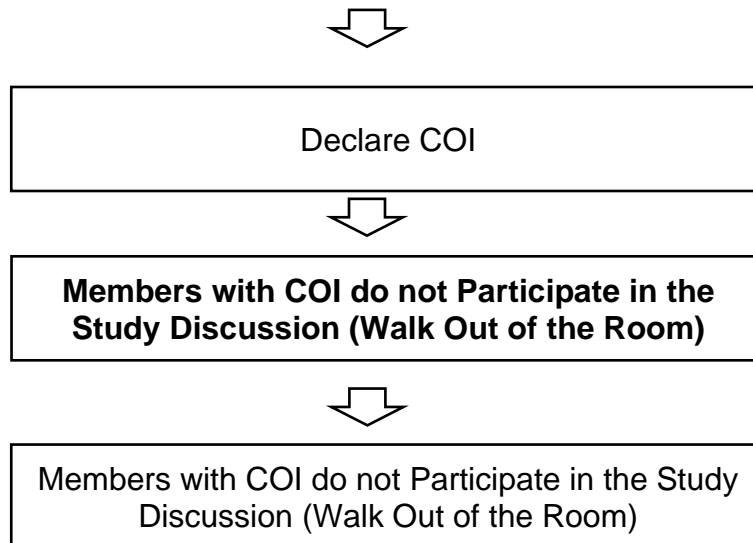 Declare COI
Members with COI do not Participate in the
Study Discussion (Walk Out of the Room)
Members with COI do not Participate in the Study
Discussion (Walk Out of the Room)